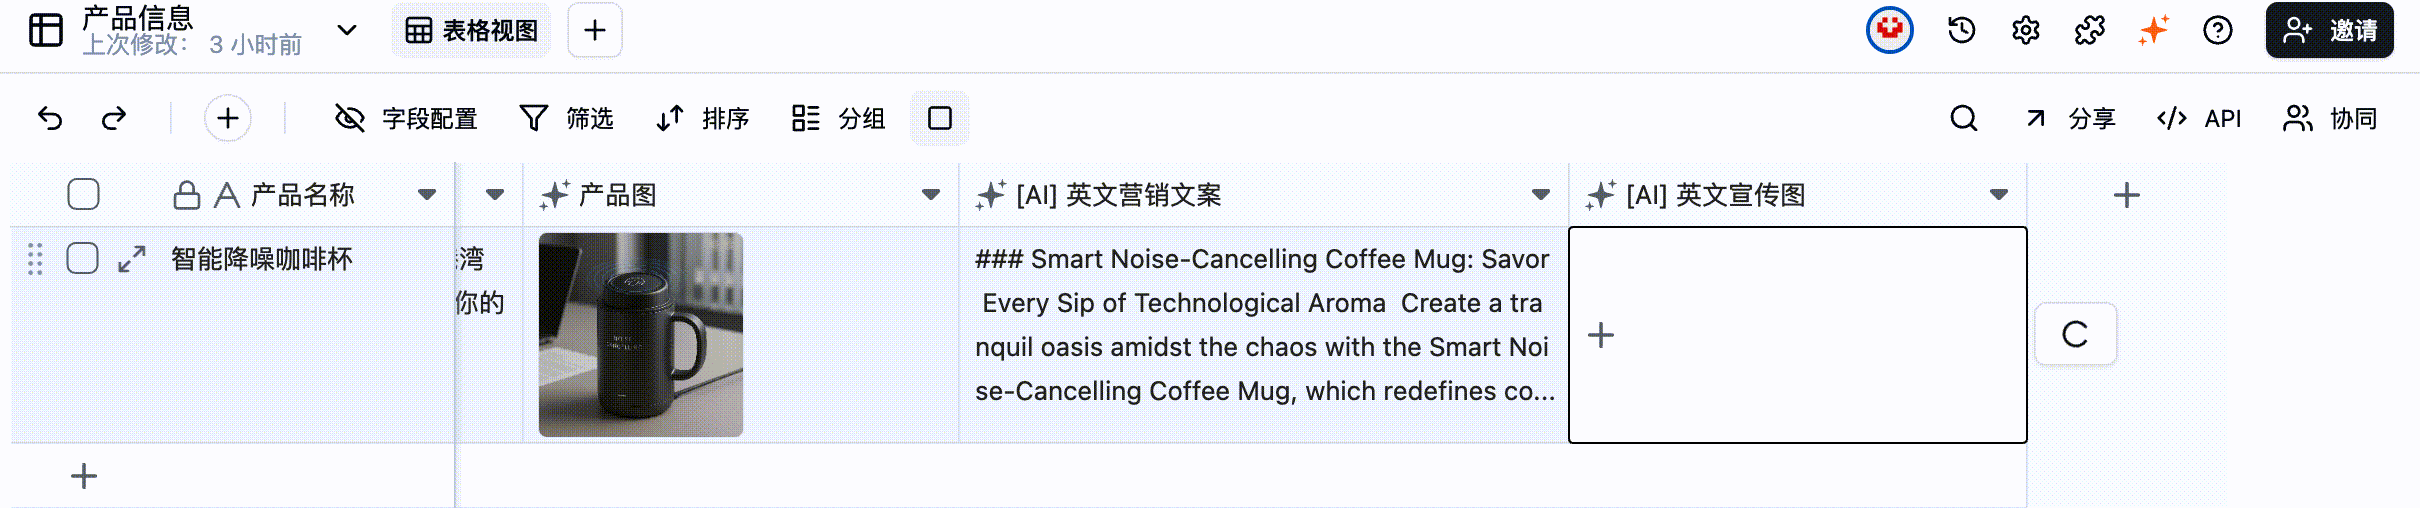 产品信息
上次修改： 3 小时前
表格视图
邀请
字段配置
筛选
排序
分组
分享
API
协同
产品名称
产品图
[AI] 英文营销文案
[AI] 英文宣传图
智能降噪咖啡杯
湾
你的
### Smart Noise-Cancelling Coffee Mug: Savor
Every Sip of Technological Aroma Create a tra
nquil oasis amidst the chaos with the Smart Noi
se-Cancelling Coffee Mug, which redefines co...